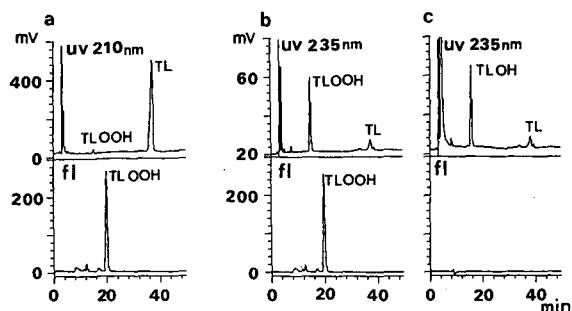 a
mV
uv 210nm
TL
400
TLOOH
0
fl
TLOOH
200
0
0 20 40
b
mV
uv 235nm
60
TLOOH
TL
20
fl
TLOOH
200
0
0 20 40
c
uv 235nm
TLOH
TL
fl
0 20 40
min